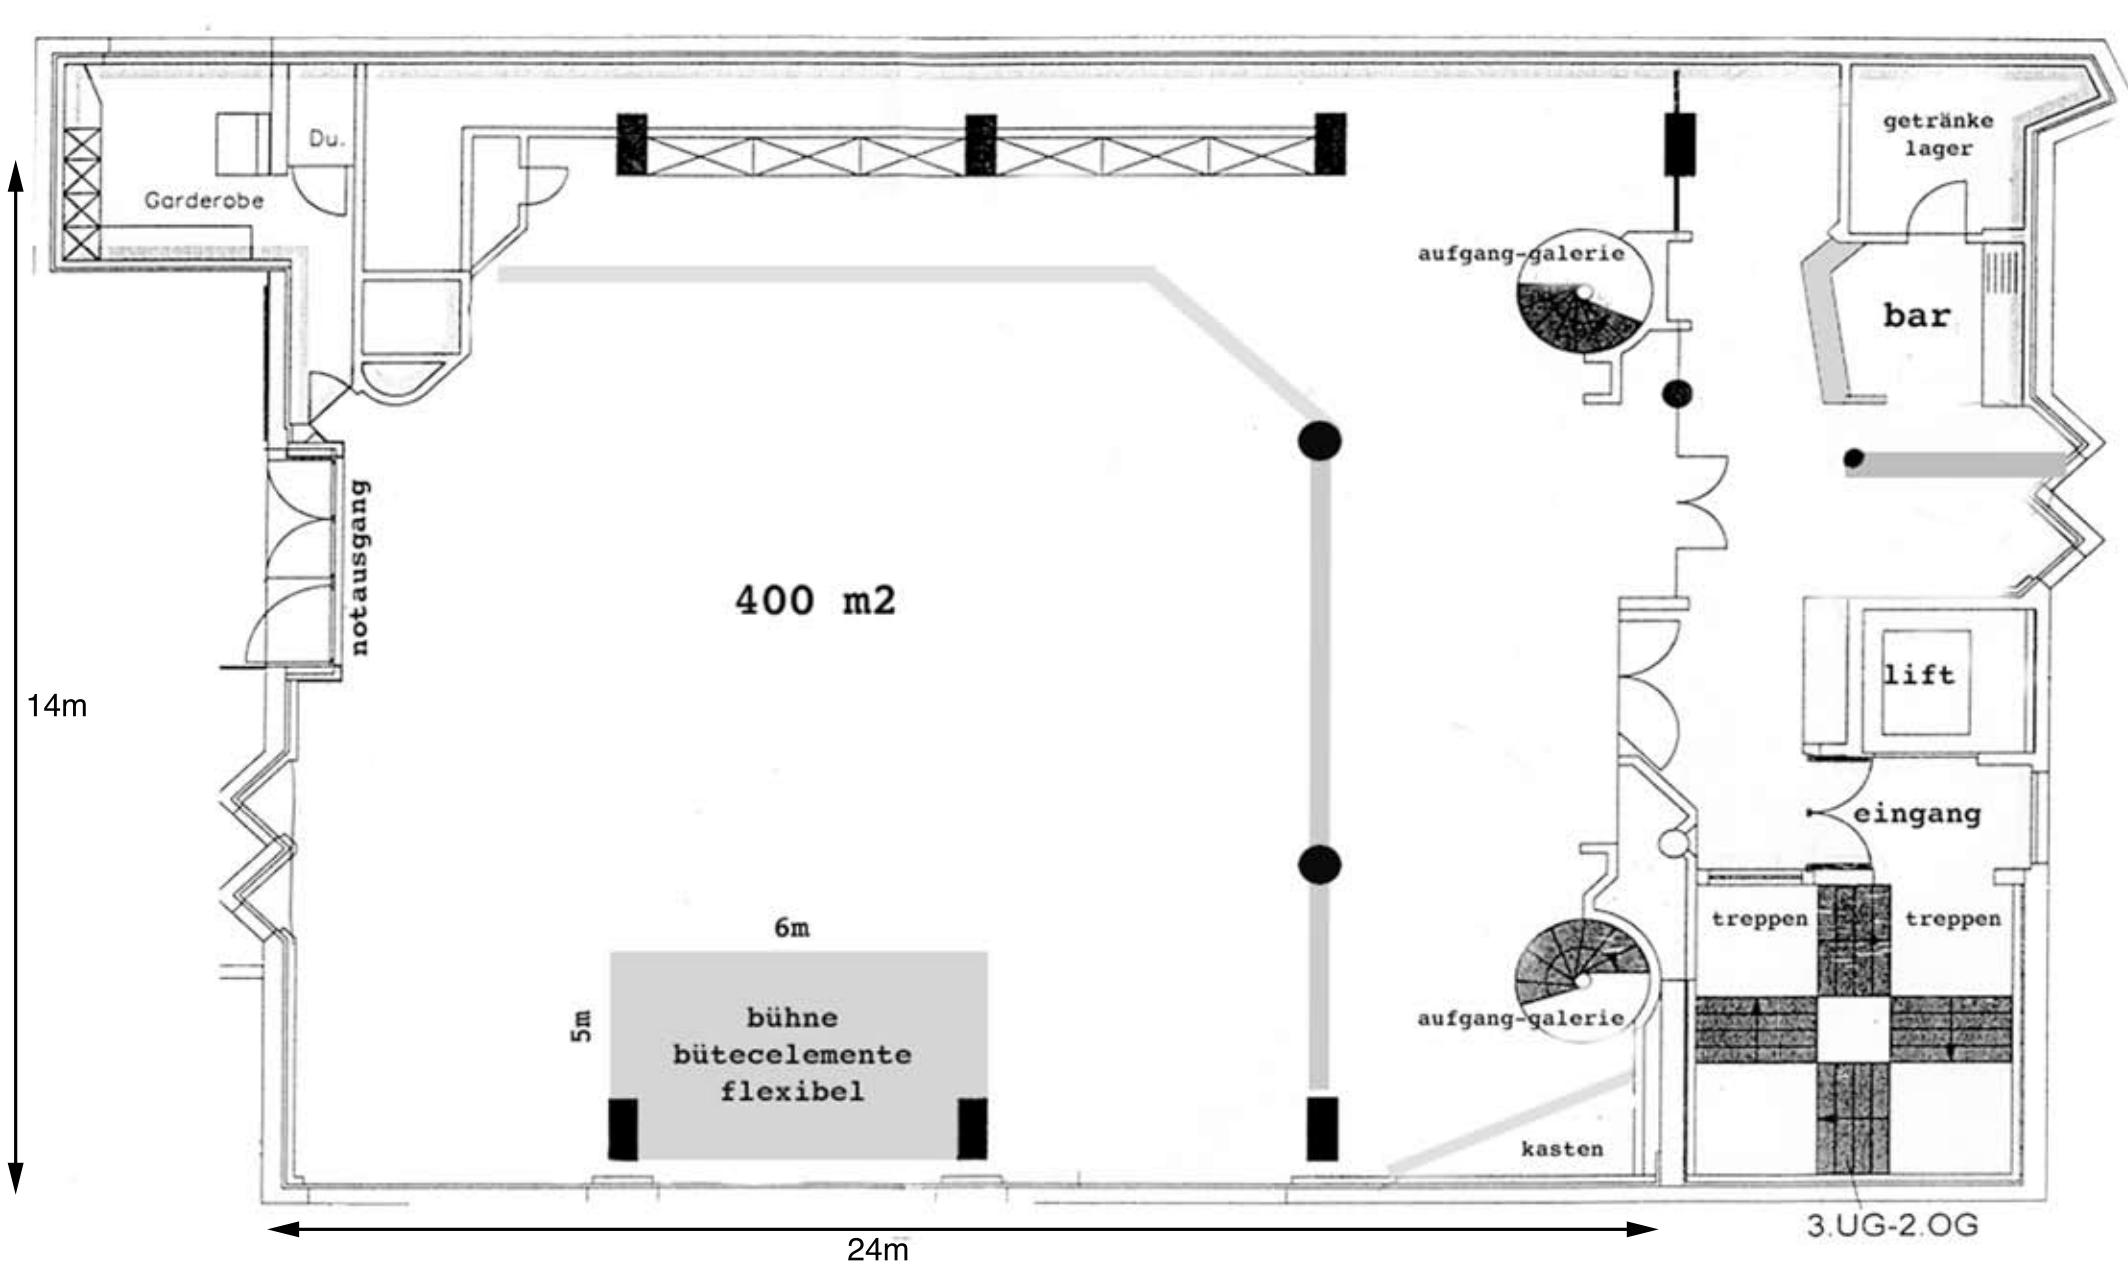 getränke
lager
Du.
Garderobe
aufgang-galerie
bar
notausgang
400 m2
lift
14m
eingang
6m
treppen
treppen
5m
bühne
bütecelemente
flexibel
aufgang-galerie
kasten
3.UG-2.OG
24m